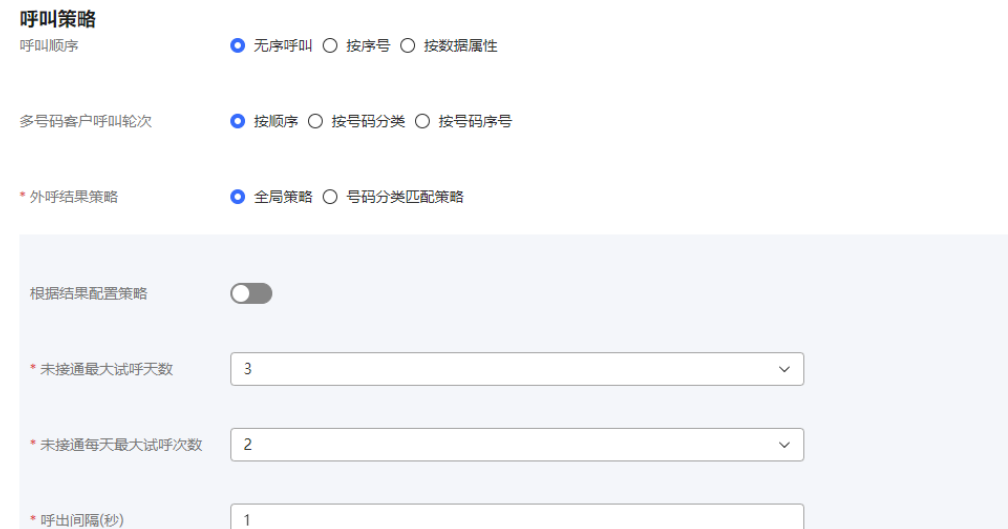 呼叫策略
呼叫顺序 无序呼叫 按序号 按数据属性
多号码客户呼叫轮次 按顺序 按号码分类 按号码序号
* 外呼结果策略 全局策略 号码分类匹配策略
根据结果配置策略
* 未接通最大试呼天数 3
* 未接通每天最大试呼次数 2
* 呼出间隔(秒) 1